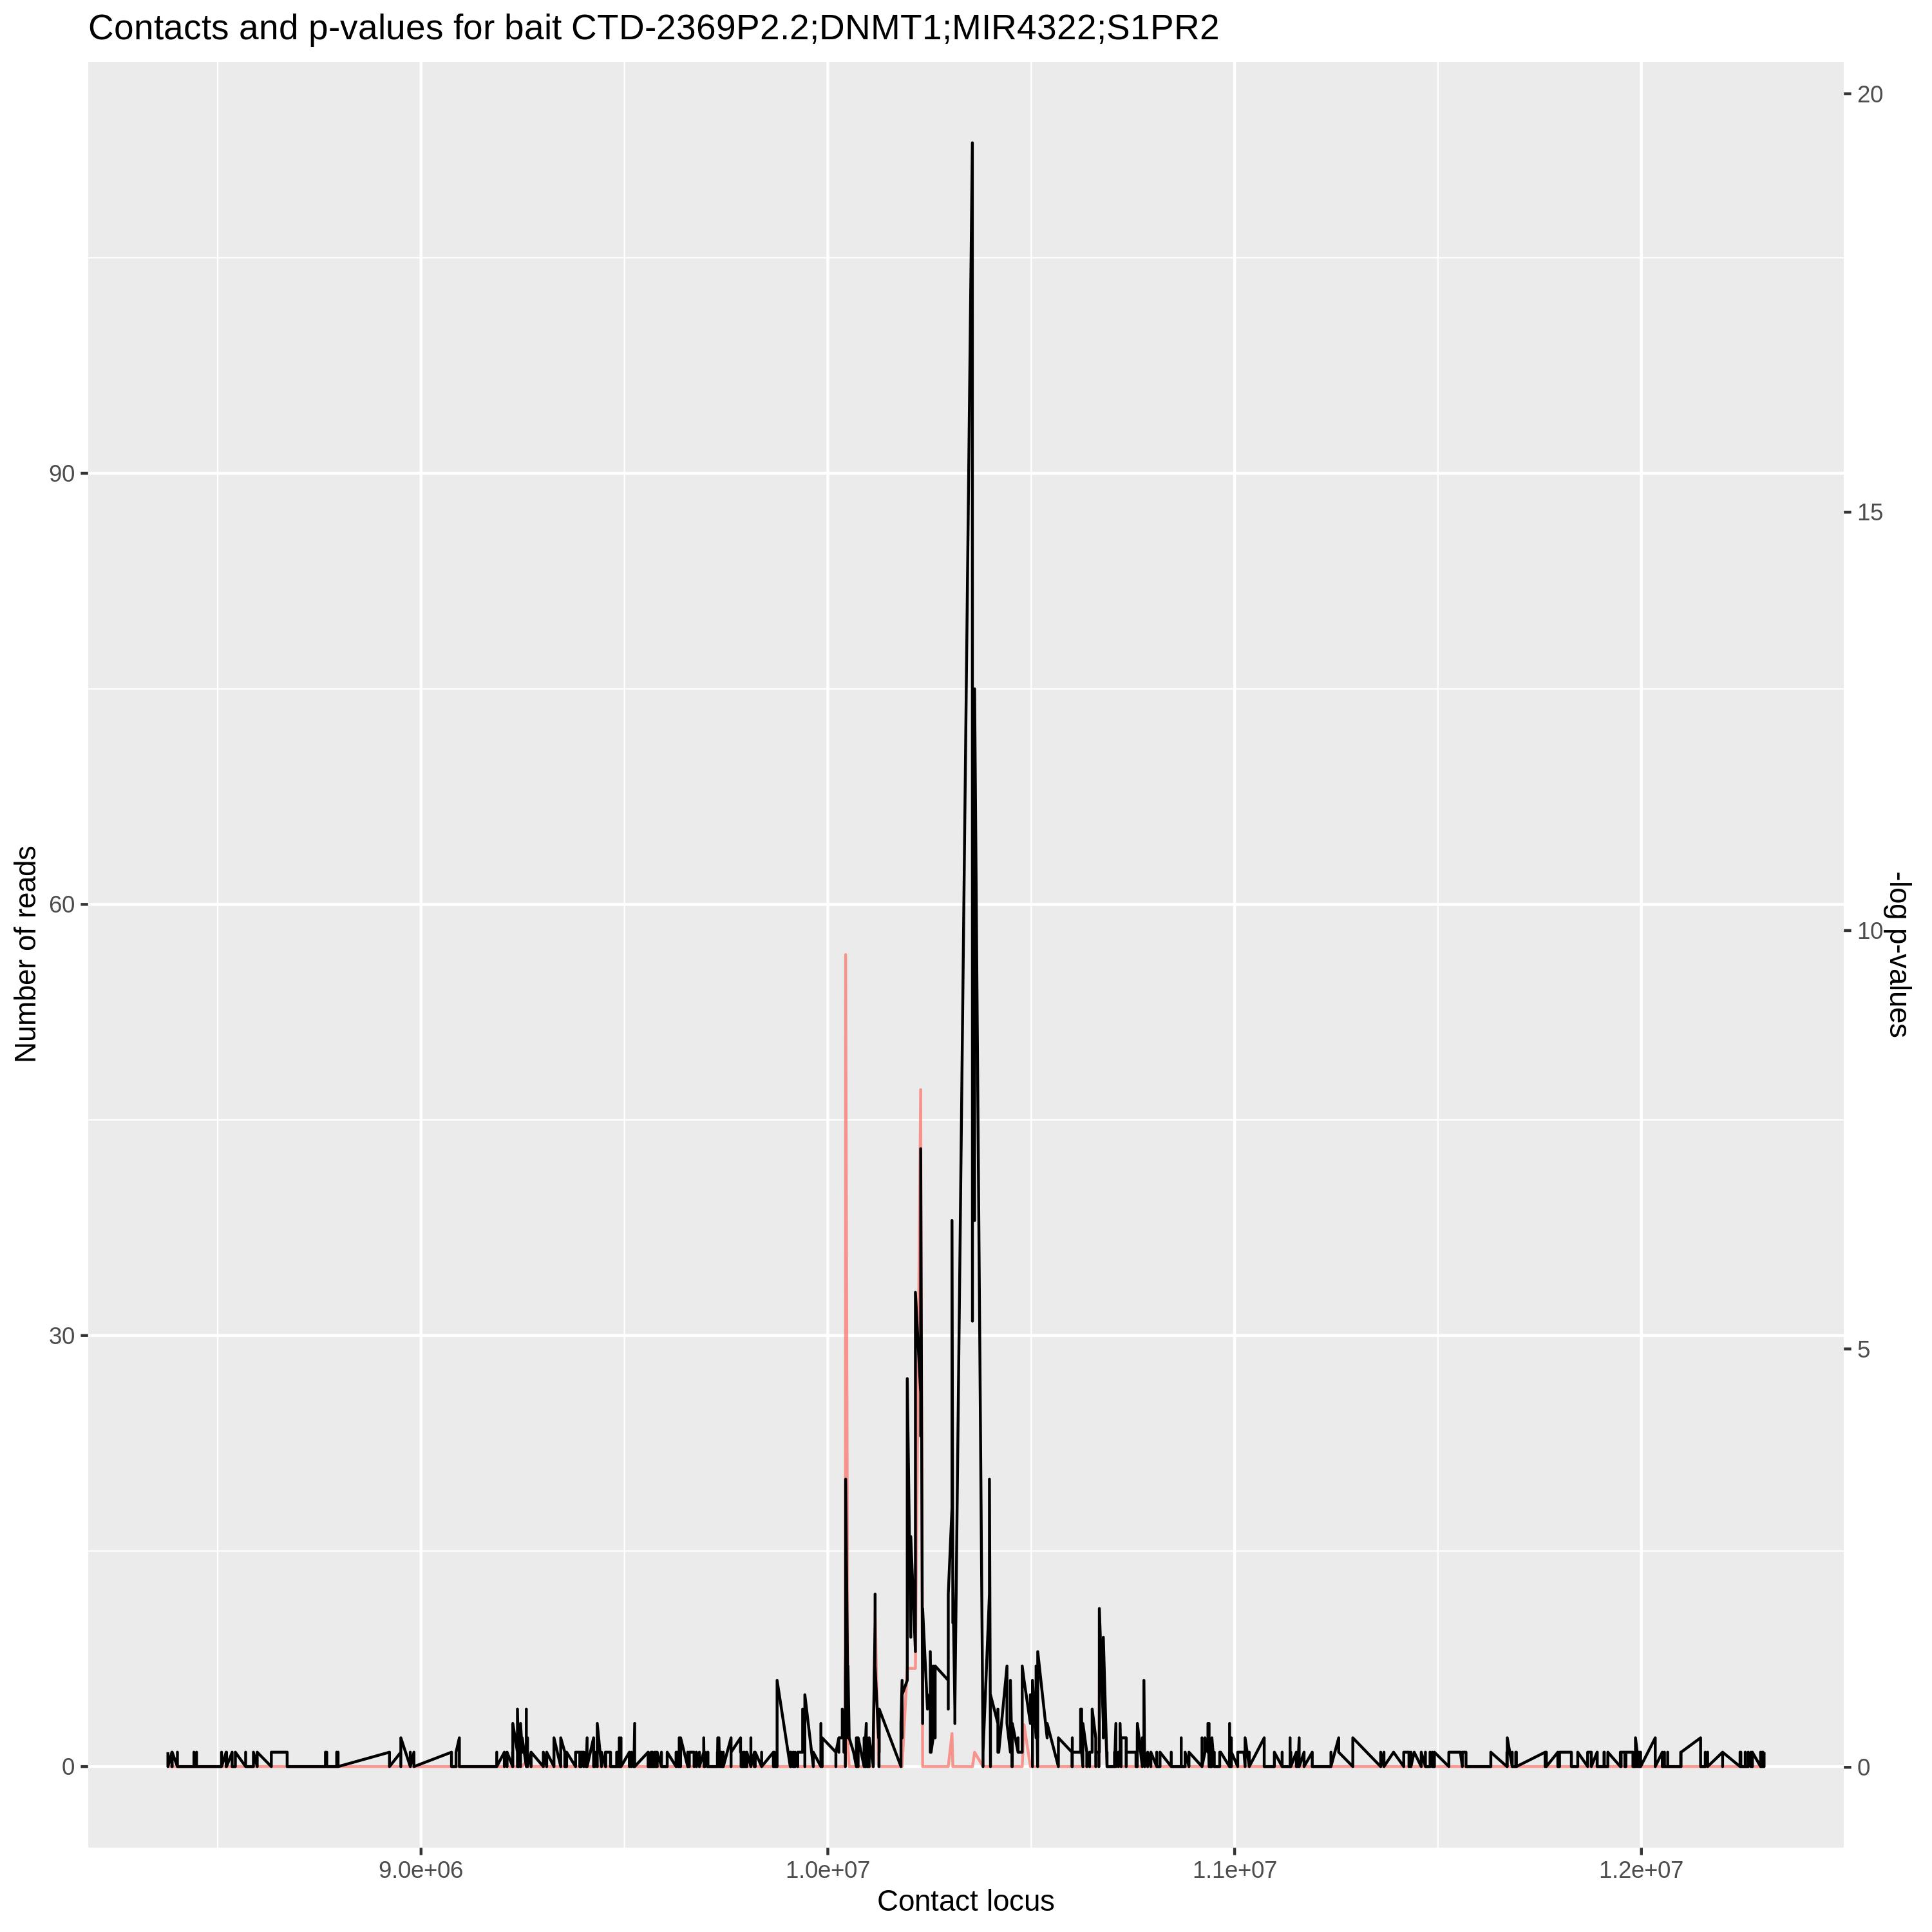 Contacts and p-values for bait CTD-2369P2.2;DNMT1;MIR4322;S1PR2
20
90
15
60
10
Number of reads
-log p-values
30
5
0
0
9.0e+06
1.0e+07
1.1e+07
1.2e+07
Contact locus